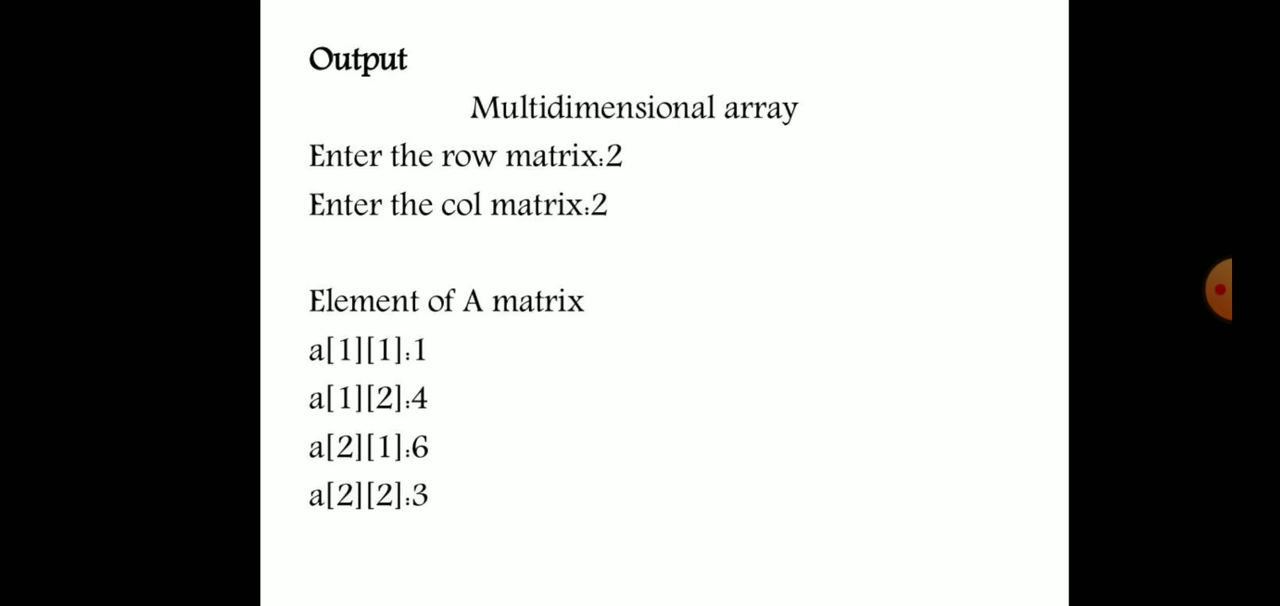 Output
Multidimensional array
Enter the row matrix:2
Enter the col matrix:2
Element of A matrix
a[1][1]:1
a[1][2]:4
a[2][1]:6
a[2][2]:3